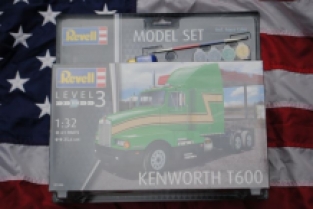 Revell
MODEL SET
Revell
LEVEL 3
1:32
KENWORTH T600